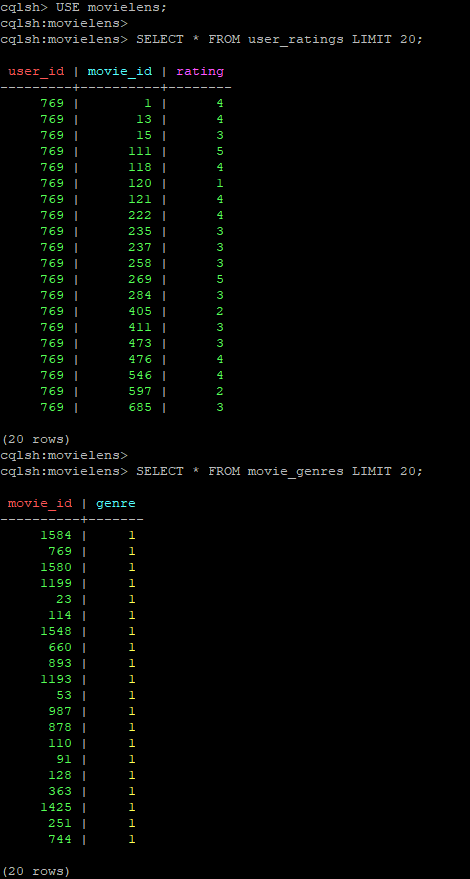 cqlsh> USE movielens;
cqlsh:movielens>
cqlsh:movielens> SELECT * FROM user_ratings LIMIT 20;
user_id | movie_id | rating
---------+----------+--------
769 | 1 | 4
769 | 13 | 4
769 | 15 | 3
769 | 111 | 5
769 | 118 | 4
769 | 120 | 1
769 | 121 | 4
769 | 222 | 4
769 | 235 | 3
769 | 237 | 3
769 | 258 | 3
769 | 269 | 5
769 | 284 | 3
769 | 405 | 2
769 | 411 | 3
769 | 473 | 3
769 | 476 | 4
769 | 546 | 4
769 | 597 | 2
769 | 685 | 3
(20 rows)
cqlsh:movielens>
cqlsh:movielens> SELECT * FROM movie_genres LIMIT 20;
movie_id | genre
----------+-------
1584 | 1
769 | 1
1580 | 1
1199 | 1
23 | 1
114 | 1
1548 | 1
660 | 1
893 | 1
1193 | 1
53 | 1
987 | 1
878 | 1
110 | 1
91 | 1
128 | 1
363 | 1
1425 | 1
251 | 1
744 | 1
(20 rows)